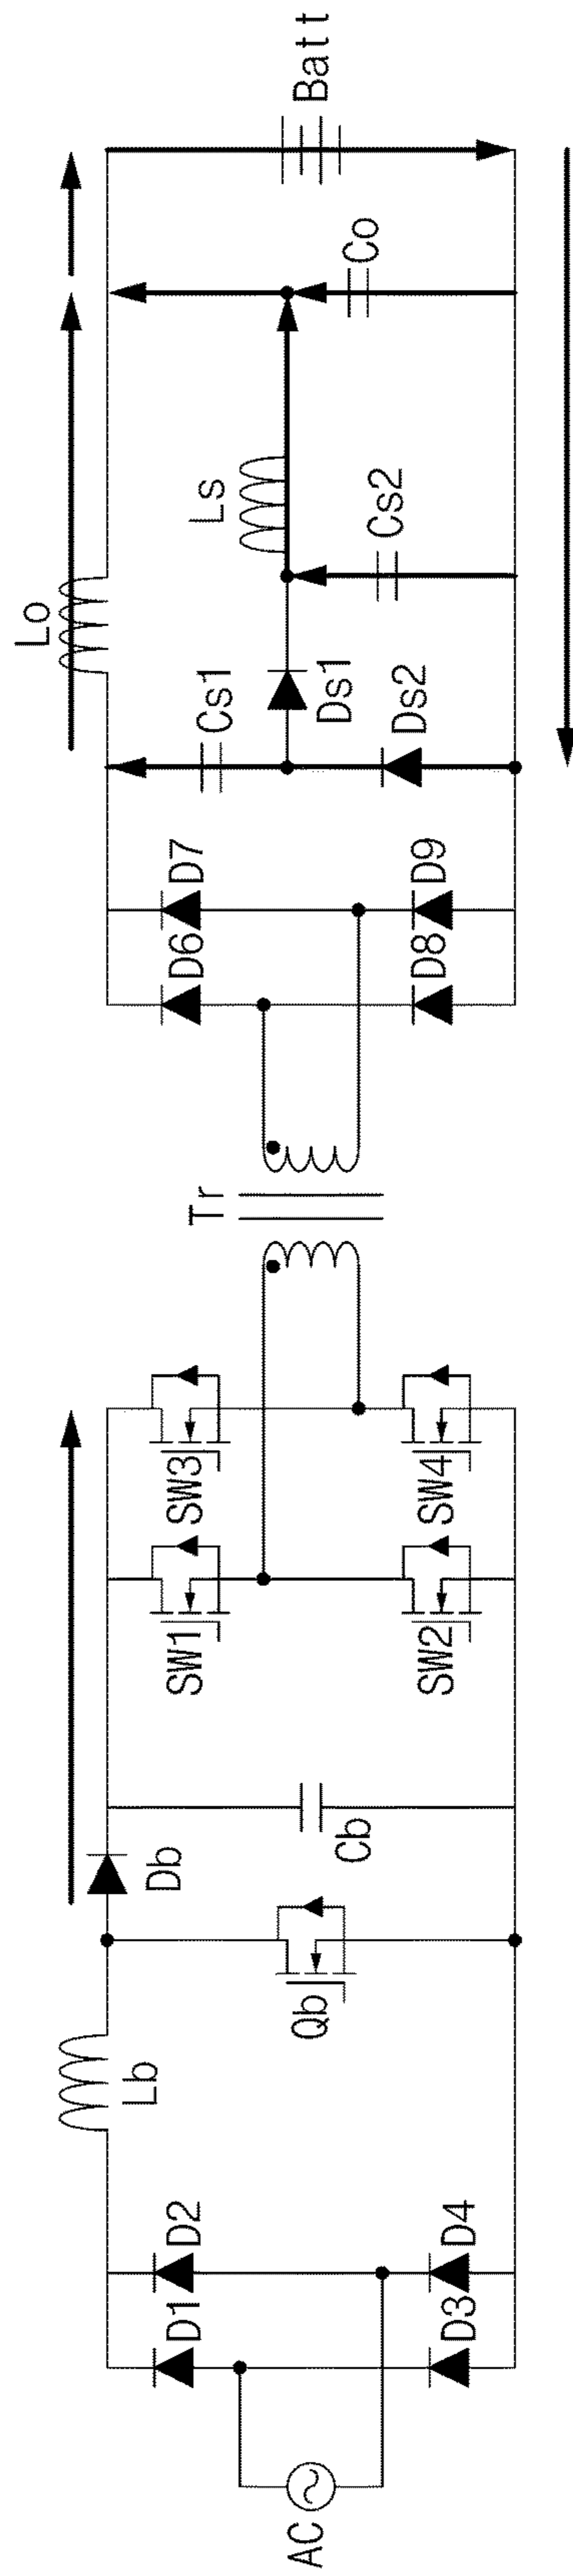 AC
D1
D2
D3
D4
Lb
Qb
Db
Cb
SW1
SW3
SW2
SW4
Tr
D6
D7
D8
D9
Cs1
Ds1
Ds2
Lo
Ls
Cs2
Co
Batt